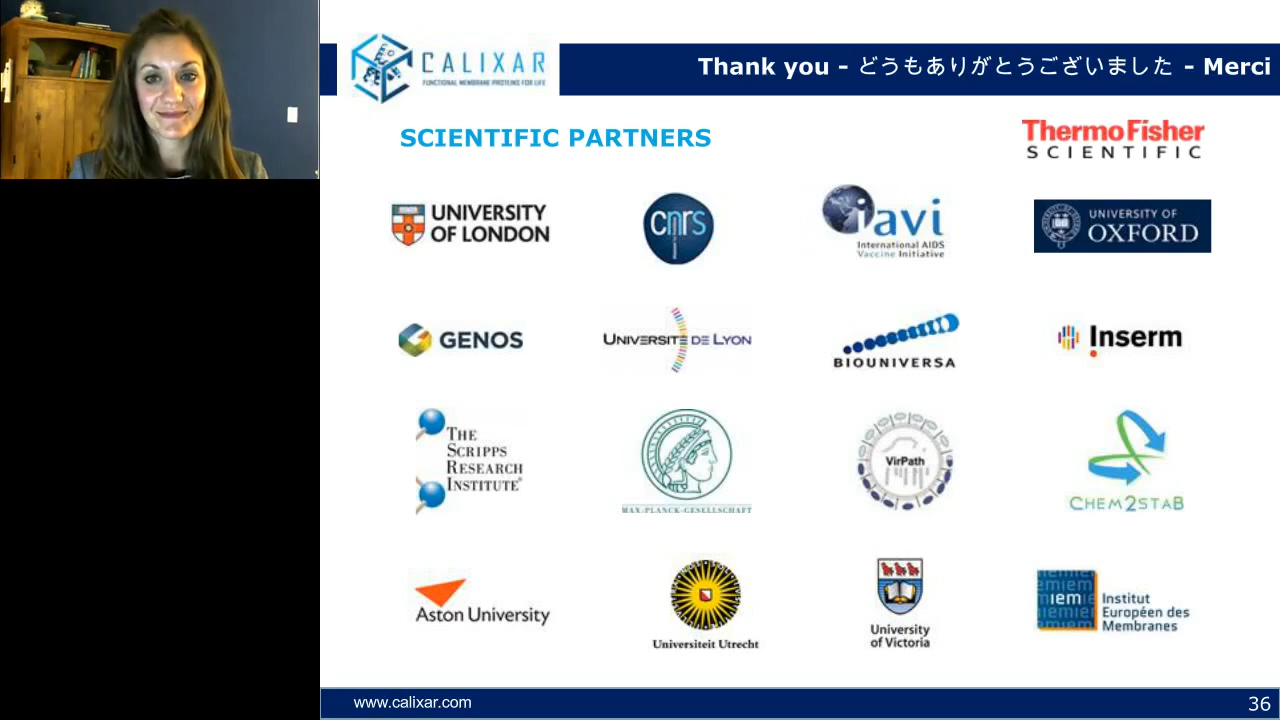 CALIXAR
FUNCTIONAL MEMBRANE PROTEINS FOR LIFE
Thank you - どうもありがとうございました - Merci
SCIENTIFIC PARTNERS
ThermoFisher
SCIENTIFIC
UNIVERSITY
OF LONDON
cnrs
iavi
International AIDS
Vaccine Initiative
UNIVERSITY OF
OXFORD
GENOS
UNIVERSITÉ DE LYON
BIOUNIVERSA
Inserm
THE
SCRIPPS
RESEARCH
INSTITUTE®
MAX-PLANCK-GESELLSCHAFT
VirPath
CHEM2STAB
Aston University
Universiteit Utrecht
University
of Victoria
iemiem
iem
Institut
Européen des
Membranes
www.calixar.com
36